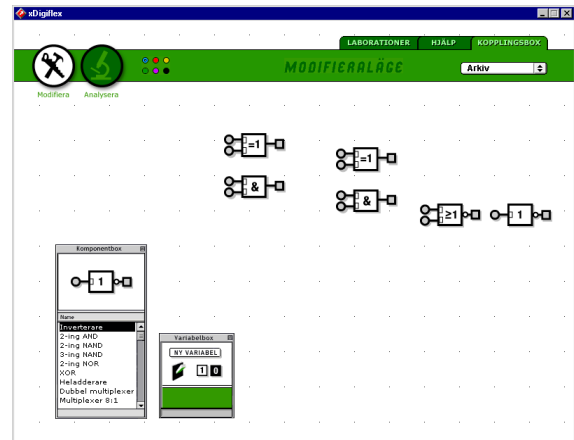 xDigiflex
LABORATIONER HJÄLP KOPPLINGSBOX
MODIFIERALÄGE
Arkiv
Modifiera Analysera
=1
=1
&
&
≥1
1
Komponentbox
1
Name
Inverterare
2-ing AND
2-ing NAND
3-ing NAND
2-ing NOR
XOR
Heladderare
Dubbel multiplexer
Multiplexer 8:1
Variabelbox
NY VARIABEL
1 0